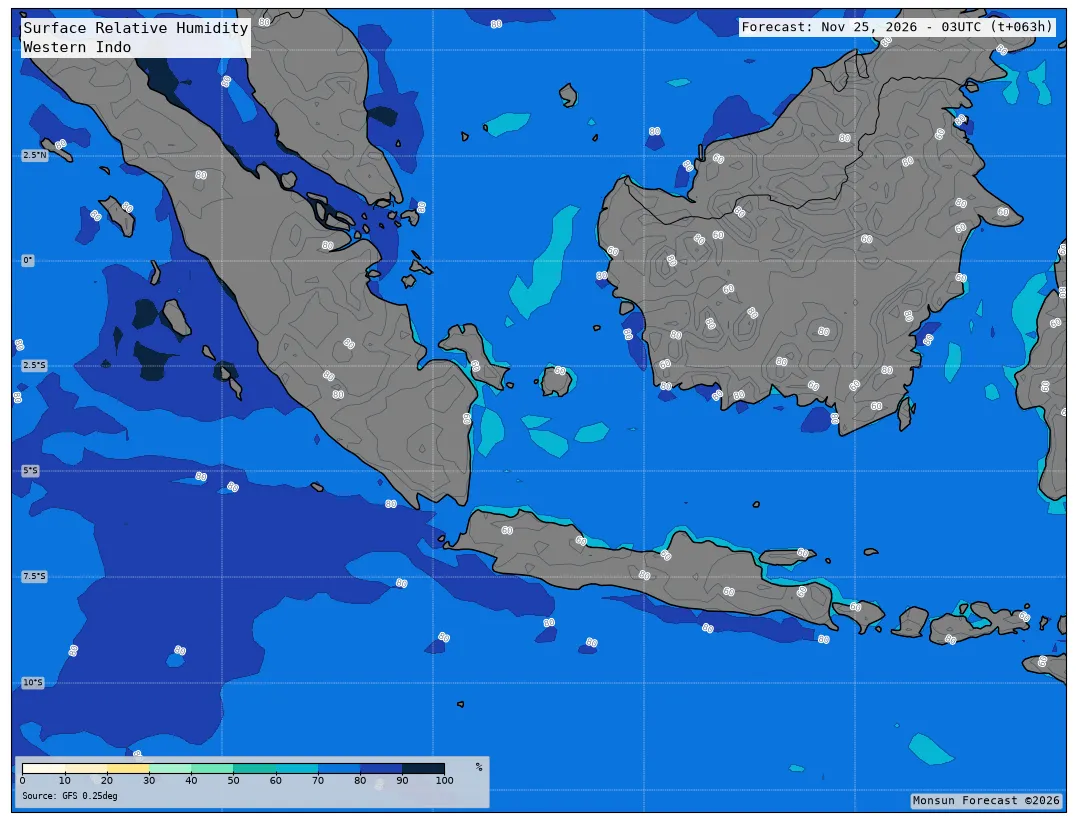 Surface Relative Humidity
Western Indo
Forecast: Nov 25, 2026 - 03UTC (t+063h)
2.5°N
0°
2.5°S
5°S
7.5°S
10°S
0 10 20 30 40 50 60 70 80 90 100
%
Source: GFS 0.25deg
Monsun Forecast ©2026